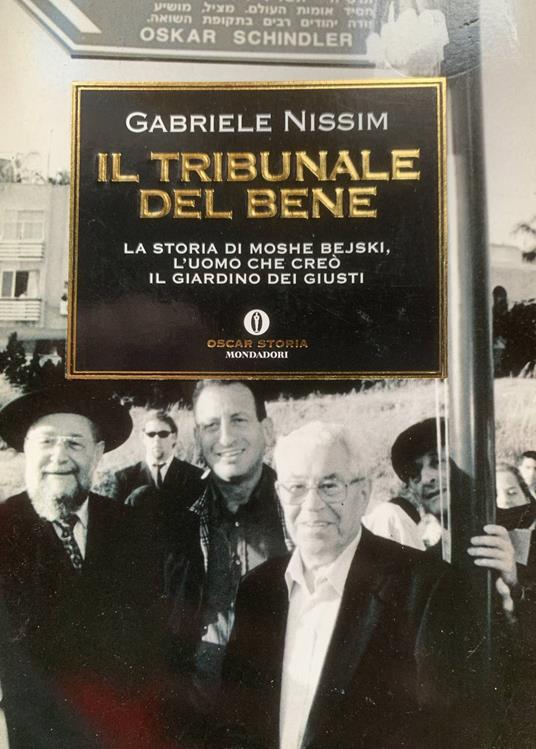 חסיד אומות העולם. מציל, מושיע
ופודה יהודים רבים בתקופת השואה.
OSKAR SCHINDLER
GABRIELE NISSIM
IL TRIBUNALE
DEL BENE
LA STORIA DI MOSHE BEJSKI,
L'UOMO CHE CREÒ
IL GIARDINO DEI GIUSTI
OSCAR STORIA
MONDADORI